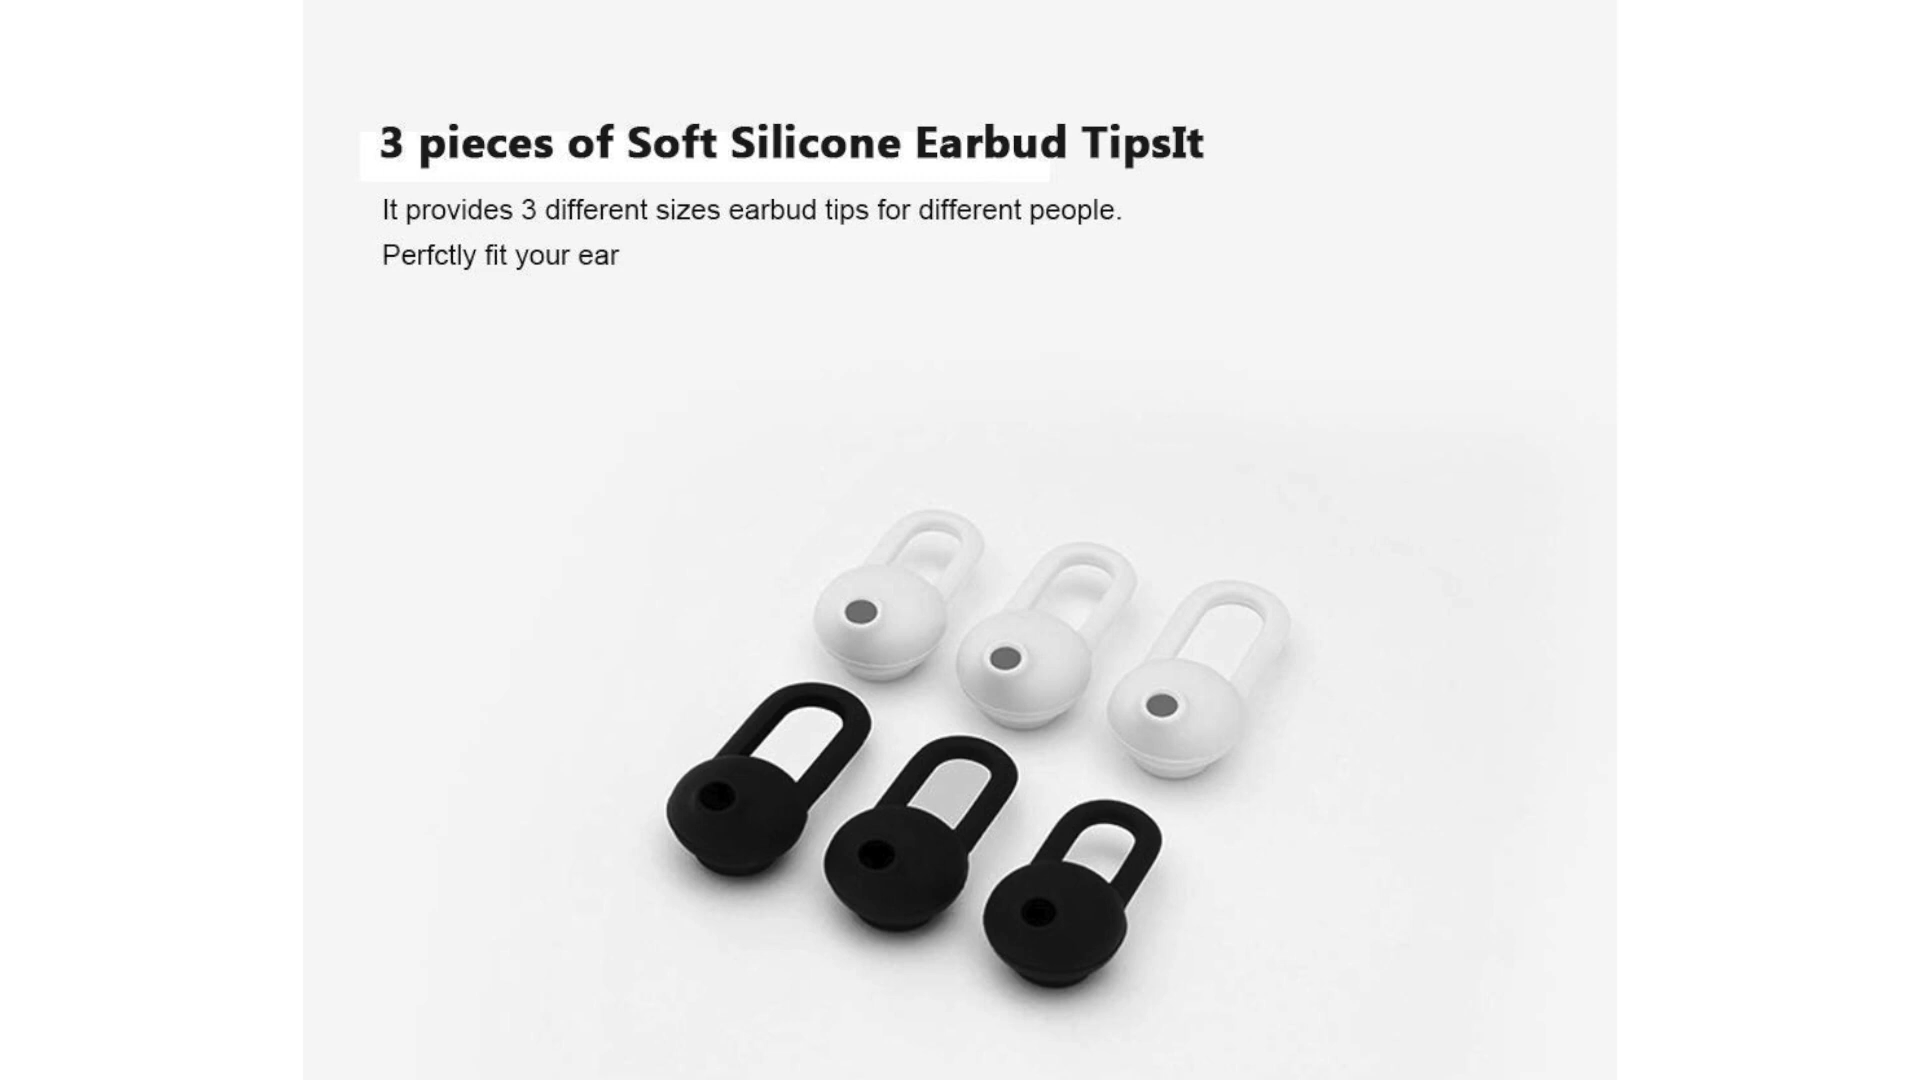 3 pieces of Soft Silicone Earbud TipsIt
It provides 3 different sizes earbud tips for different people.
Perfctly fit your ear